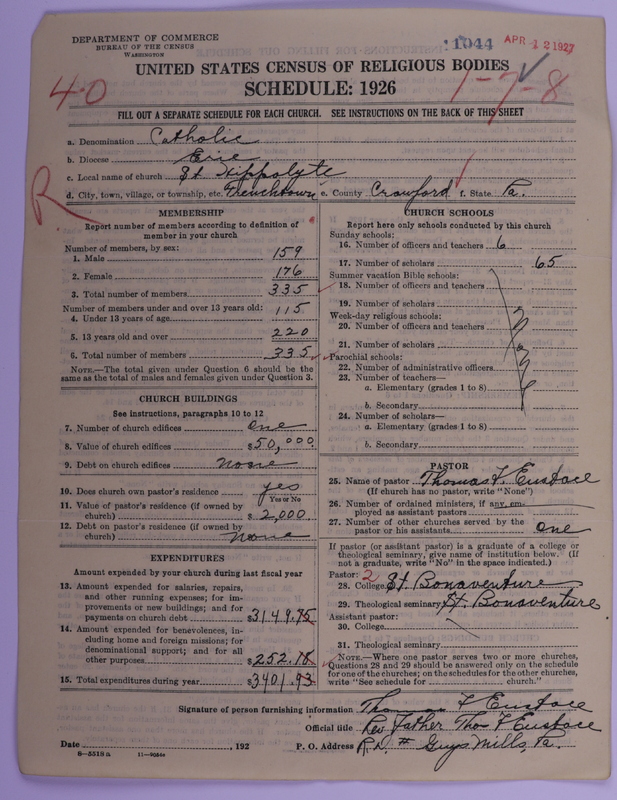 DEPARTMENT OF COMMERCE
BUREAU OF THE CENSUS
WASHINGTON
1044
APR 12 1927
UNITED STATES CENSUS OF RELIGIOUS BODIES
SCHEDULE: 1926
40
1-7-8
FILL OUT A SEPARATE SCHEDULE FOR EACH CHURCH. SEE INSTRUCTIONS ON THE BACK OF THIS SHEET
a. Denomination Catholic
b. Diocese Erie
c. Local name of church St Hippolyte
d. City, town, village, or township, etc. Frenchtown e. County Crawford f. State Pa.
R
MEMBERSHIP
Report number of members according to definition of
member in your church
Number of members, by sex:
1. Male 159
2. Female 176
3. Total number of members 335
Number of members under and over 13 years old:
4. Under 13 years of age 115
5. 13 years old and over 220
6. Total number of members 335
NOTE.—The total given under Question 6 should be the
same as the total of males and females given under Question 3.
CHURCH BUILDINGS
See instructions, paragraphs 10 to 12
7. Number of church edifices one
8. Value of church edifices $50,000
9. Debt on church edifices none
10. Does church own pastor's residence yes
Yes or No
11. Value of pastor's residence (if owned by
church) $2,000
12. Debt on pastor's residence (if owned by
church) none
EXPENDITURES
Amount expended by your church during last fiscal year
13. Amount expended for salaries, repairs,
and other running expenses; for im-
provements or new buildings; and for
payments on church debt $3149.75
14. Amount expended for benevolences, in-
cluding home and foreign missions; for
denominational support; and for all
other purposes $252.18
15. Total expenditures during year $3401.93
CHURCH SCHOOLS
Report here only schools conducted by this church
Sunday schools:
16. Number of officers and teachers 6
17. Number of scholars 65
Summer vacation Bible schools:
18. Number of officers and teachers
19. Number of scholars
Week-day religious schools:
20. Number of officers and teachers
21. Number of scholars
None
Parochial schools:
22. Number of administrative officers
23. Number of teachers—
a. Elementary (grades 1 to 8)
b. Secondary
24. Number of scholars—
a. Elementary (grades 1 to 8)
b. Secondary
PASTOR
25. Name of pastor Thomas F. Eustace
(If church has no pastor, write "None")
26. Number of ordained ministers, if any, em-
ployed as assistant pastors
27. Number of other churches served by the
pastor or his assistants one
If pastor (or assistant pastor) is a graduate of a college or
theological seminary, give name of institution below. (If
not a graduate, write "No" in the space indicated.)
Pastor: 2
28. College St. Bonaventure
29. Theological seminary St. Bonaventure
Assistant pastor:
30. College
31. Theological seminary
NOTE.—Where one pastor serves two or more churches,
Questions 28 and 29 should be answered only on the schedule
for one of the churches; on the schedules for the other churches,
write "See schedule for church."
Signature of person furnishing information Thomas F Eustace
Official title Rev. Father Thos F Eustace
Date , 192 P. O. Address R.D. # Guys Mills, Pa.
8—5518 a 11—9054a